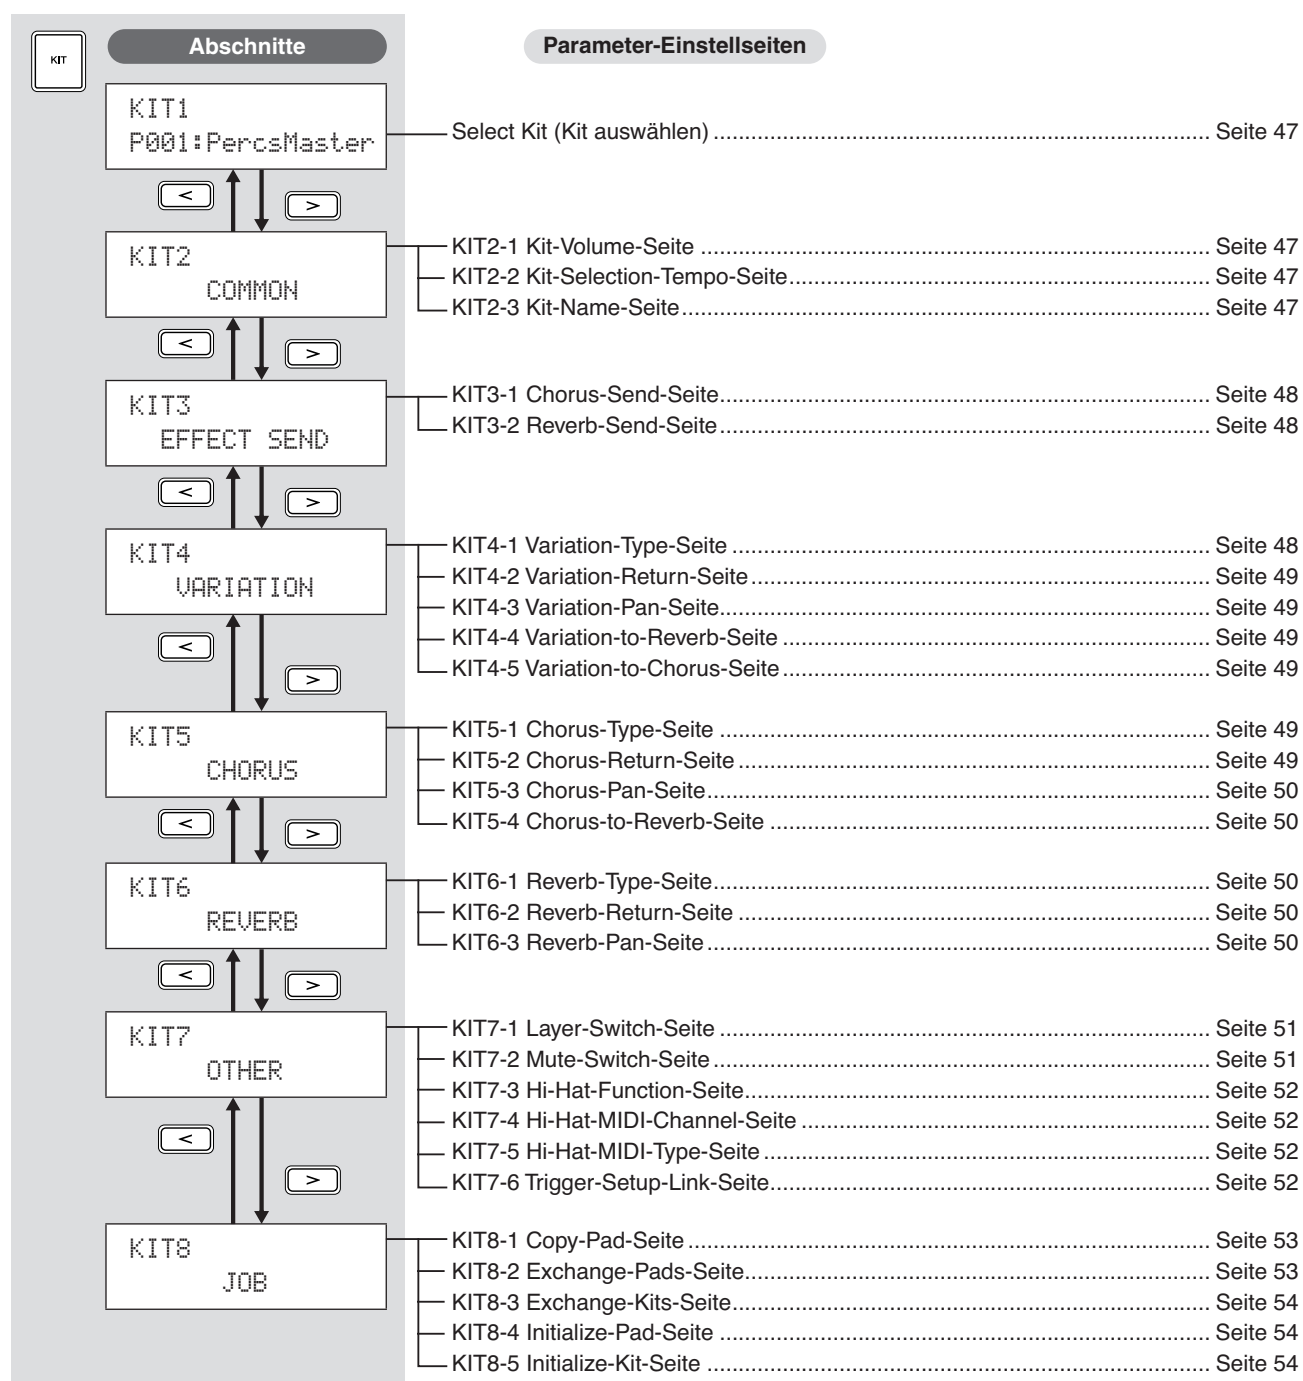 KIT
Abschnitte
Parameter-Einstellseiten
KIT1
P001:PercsMaster
Select Kit (Kit auswählen) ........ Seite 47
<
>
KIT2
COMMON
KIT2-1 Kit-Volume-Seite ........ Seite 47
KIT2-2 Kit-Selection-Tempo-Seite ........ Seite 47
KIT2-3 Kit-Name-Seite ........ Seite 47
<
>
KIT3
EFFECT SEND
KIT3-1 Chorus-Send-Seite ........ Seite 48
KIT3-2 Reverb-Send-Seite ........ Seite 48
<
>
KIT4
VARIATION
KIT4-1 Variation-Type-Seite ........ Seite 48
KIT4-2 Variation-Return-Seite ........ Seite 49
KIT4-3 Variation-Pan-Seite ........ Seite 49
KIT4-4 Variation-to-Reverb-Seite ........ Seite 49
KIT4-5 Variation-to-Chorus-Seite ........ Seite 49
<
>
KIT5
CHORUS
KIT5-1 Chorus-Type-Seite ........ Seite 49
KIT5-2 Chorus-Return-Seite ........ Seite 49
KIT5-3 Chorus-Pan-Seite ........ Seite 50
KIT5-4 Chorus-to-Reverb-Seite ........ Seite 50
<
>
KIT6
REVERB
KIT6-1 Reverb-Type-Seite ........ Seite 50
KIT6-2 Reverb-Return-Seite ........ Seite 50
KIT6-3 Reverb-Pan-Seite ........ Seite 50
<
>
KIT7
OTHER
KIT7-1 Layer-Switch-Seite ........ Seite 51
KIT7-2 Mute-Switch-Seite ........ Seite 51
KIT7-3 Hi-Hat-Function-Seite ........ Seite 52
KIT7-4 Hi-Hat-MIDI-Channel-Seite ........ Seite 52
KIT7-5 Hi-Hat-MIDI-Type-Seite ........ Seite 52
KIT7-6 Trigger-Setup-Link-Seite ........ Seite 52
<
>
KIT8
JOB
KIT8-1 Copy-Pad-Seite ........ Seite 53
KIT8-2 Exchange-Pads-Seite ........ Seite 53
KIT8-3 Exchange-Kits-Seite ........ Seite 54
KIT8-4 Initialize-Pad-Seite ........ Seite 54
KIT8-5 Initialize-Kit-Seite ........ Seite 54